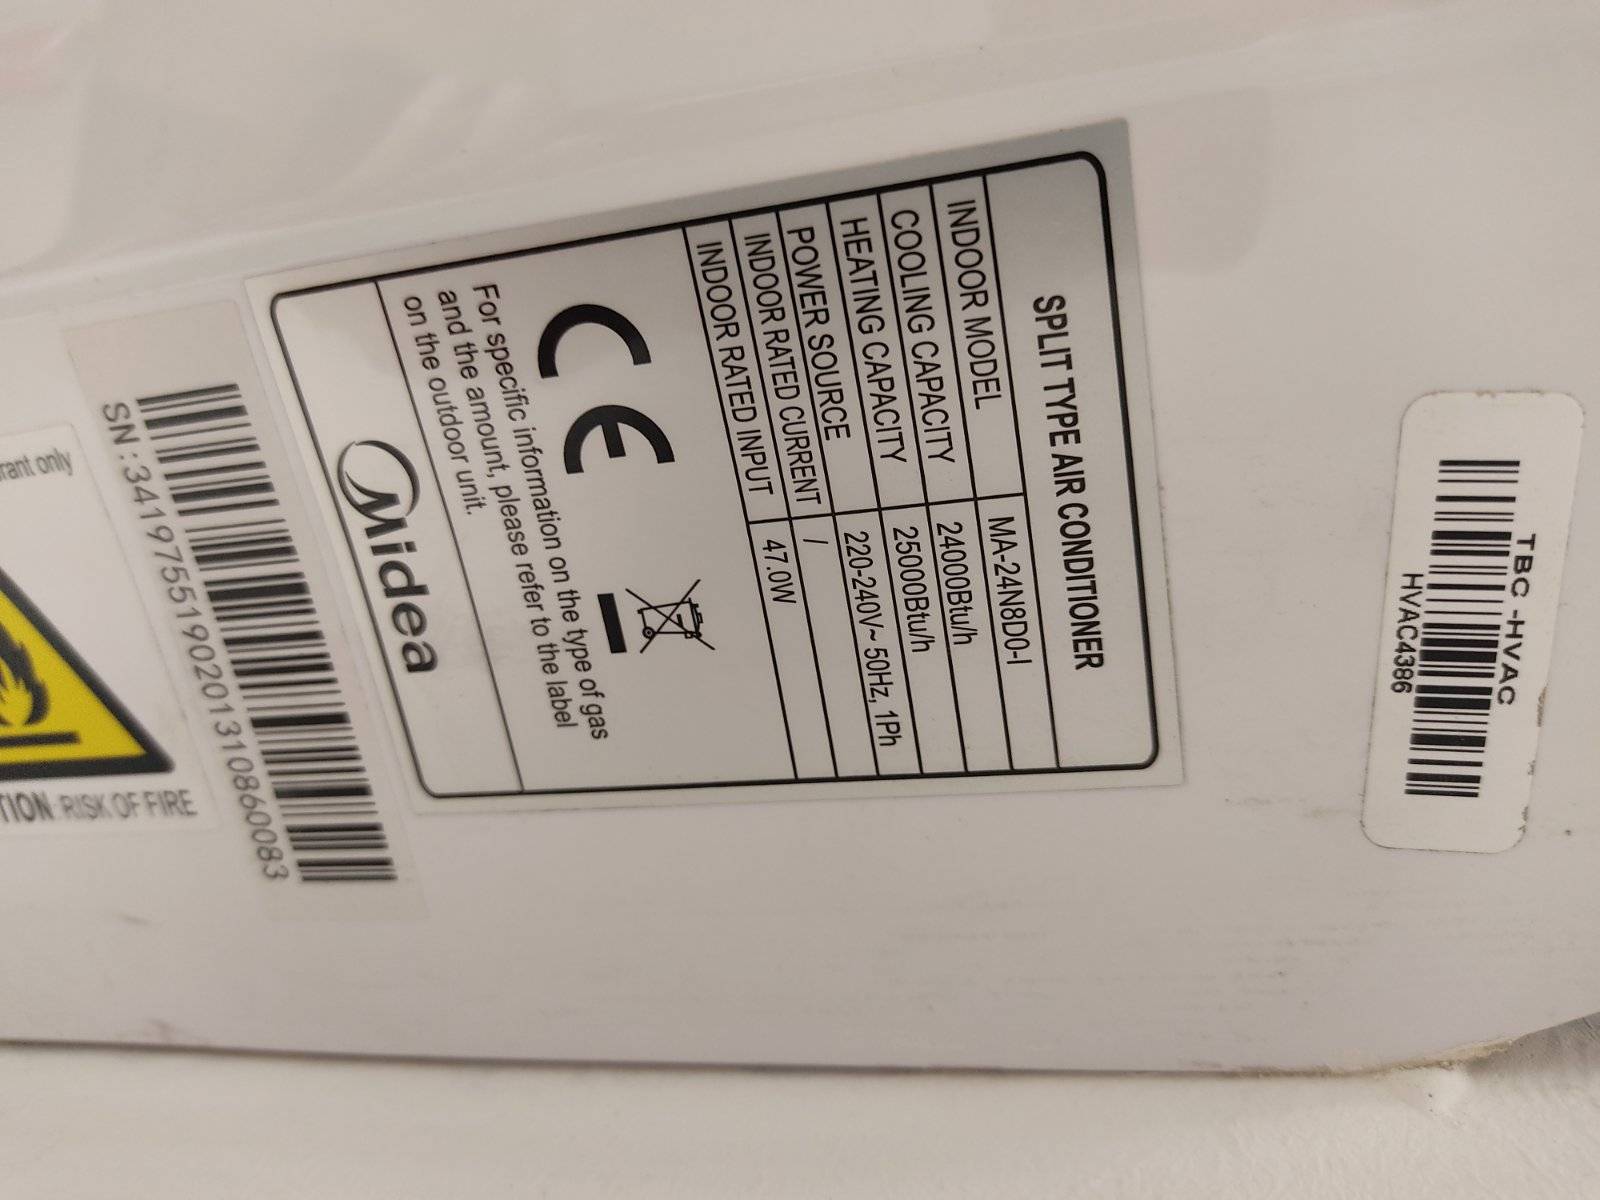 TBC -HVAC
HVAC4386
SPLIT TYPE AIR CONDITIONER
INDOOR MODEL MA-24N8D0-I
COOLING CAPACITY 24000Btu/h
HEATING CAPACITY 25000Btu/h
POWER SOURCE 220-240V~ 50Hz, 1Ph
INDOOR RATED CURRENT /
INDOOR RATED INPUT 47.0W
CE
For specific information on the type of gas
and the amount, please refer to the label
on the outdoor unit.
Midea
SN:3419755190201310860083
rant only
TION RISK OF FIRE